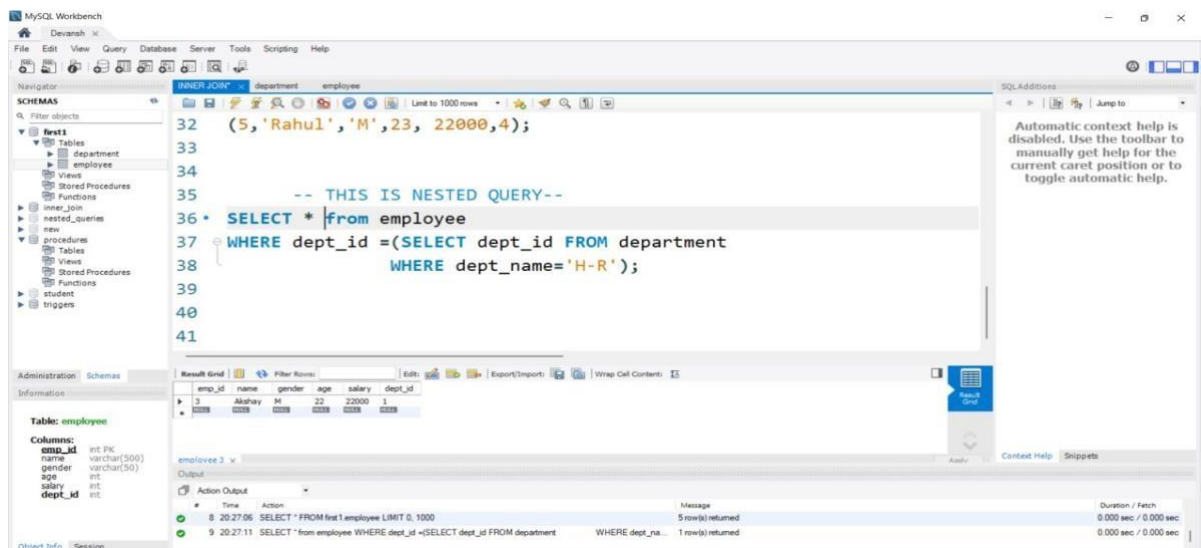 MySQL Workbench
Devansh
File Edit View Query Database Server Tools Scripting Help
Navigator
SCHEMAS
Filter objects
first1
Tables
department
employee
Views
Stored Procedures
Functions
inner_join
nested_queries
new
procedures
Tables
Views
Stored Procedures
Functions
student
triggers
Administration Schemas
Information
Table: employee
Columns:
emp_id int PK
name varchar(500)
gender varchar(50)
age int
salary int
dept_id int
Object Info Session
INNER JOIN* department employee
Limit to 1000 rows
32 (5,'Rahul','M',23, 22000,4);
33
34
35 -- THIS IS NESTED QUERY--
36 SELECT * from employee
37 WHERE dept_id =(SELECT dept_id FROM department
38 WHERE dept_name='H-R');
39
40
41
Result Grid Filter Rows: Edit: Export/Import: Wrap Cell Content:
emp_id name gender age salary dept_id
3 Akshay M 22 22000 1
NULL NULL NULL NULL NULL NULL
Result Grid
employee 3 Apply
Output
Action Output
# Time Action Message Duration / Fetch
8 20:27:06 SELECT * FROM first1.employee LIMIT 0, 1000 5 row(s) returned 0.000 sec / 0.000 sec
9 20:27:11 SELECT * from employee WHERE dept_id =(SELECT dept_id FROM department WHERE dept_na... 1 row(s) returned 0.000 sec / 0.000 sec
SQLAdditions
Jump to
Automatic context help is
disabled. Use the toolbar to
manually get help for the
current caret position or to
toggle automatic help.
Context Help Snippets